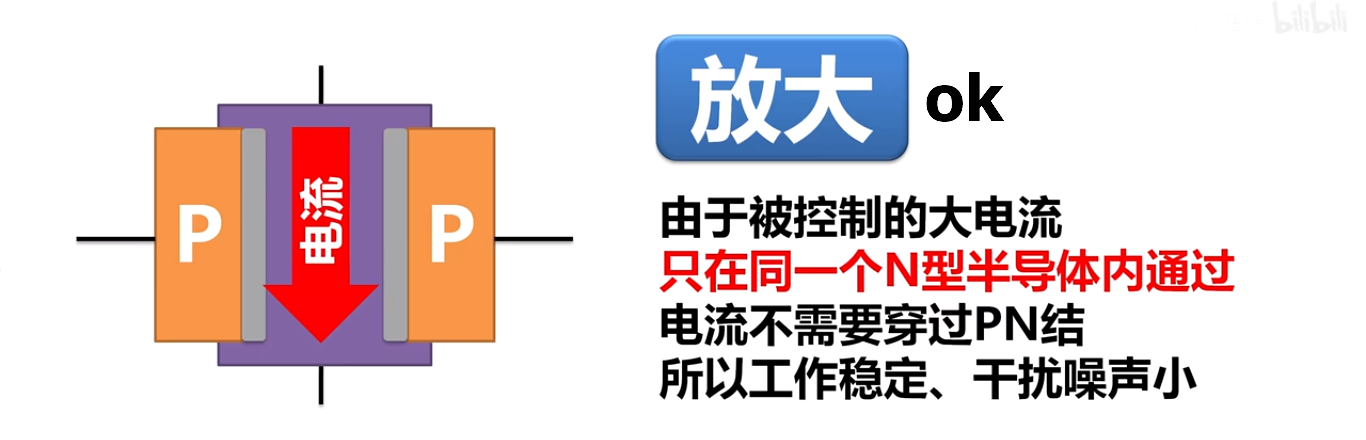 放大 ok
P
电流
P
由于被控制的大电流
只在同一个N型半导体内通过
电流不需要穿过PN结
所以工作稳定、干扰噪声小
bilibili